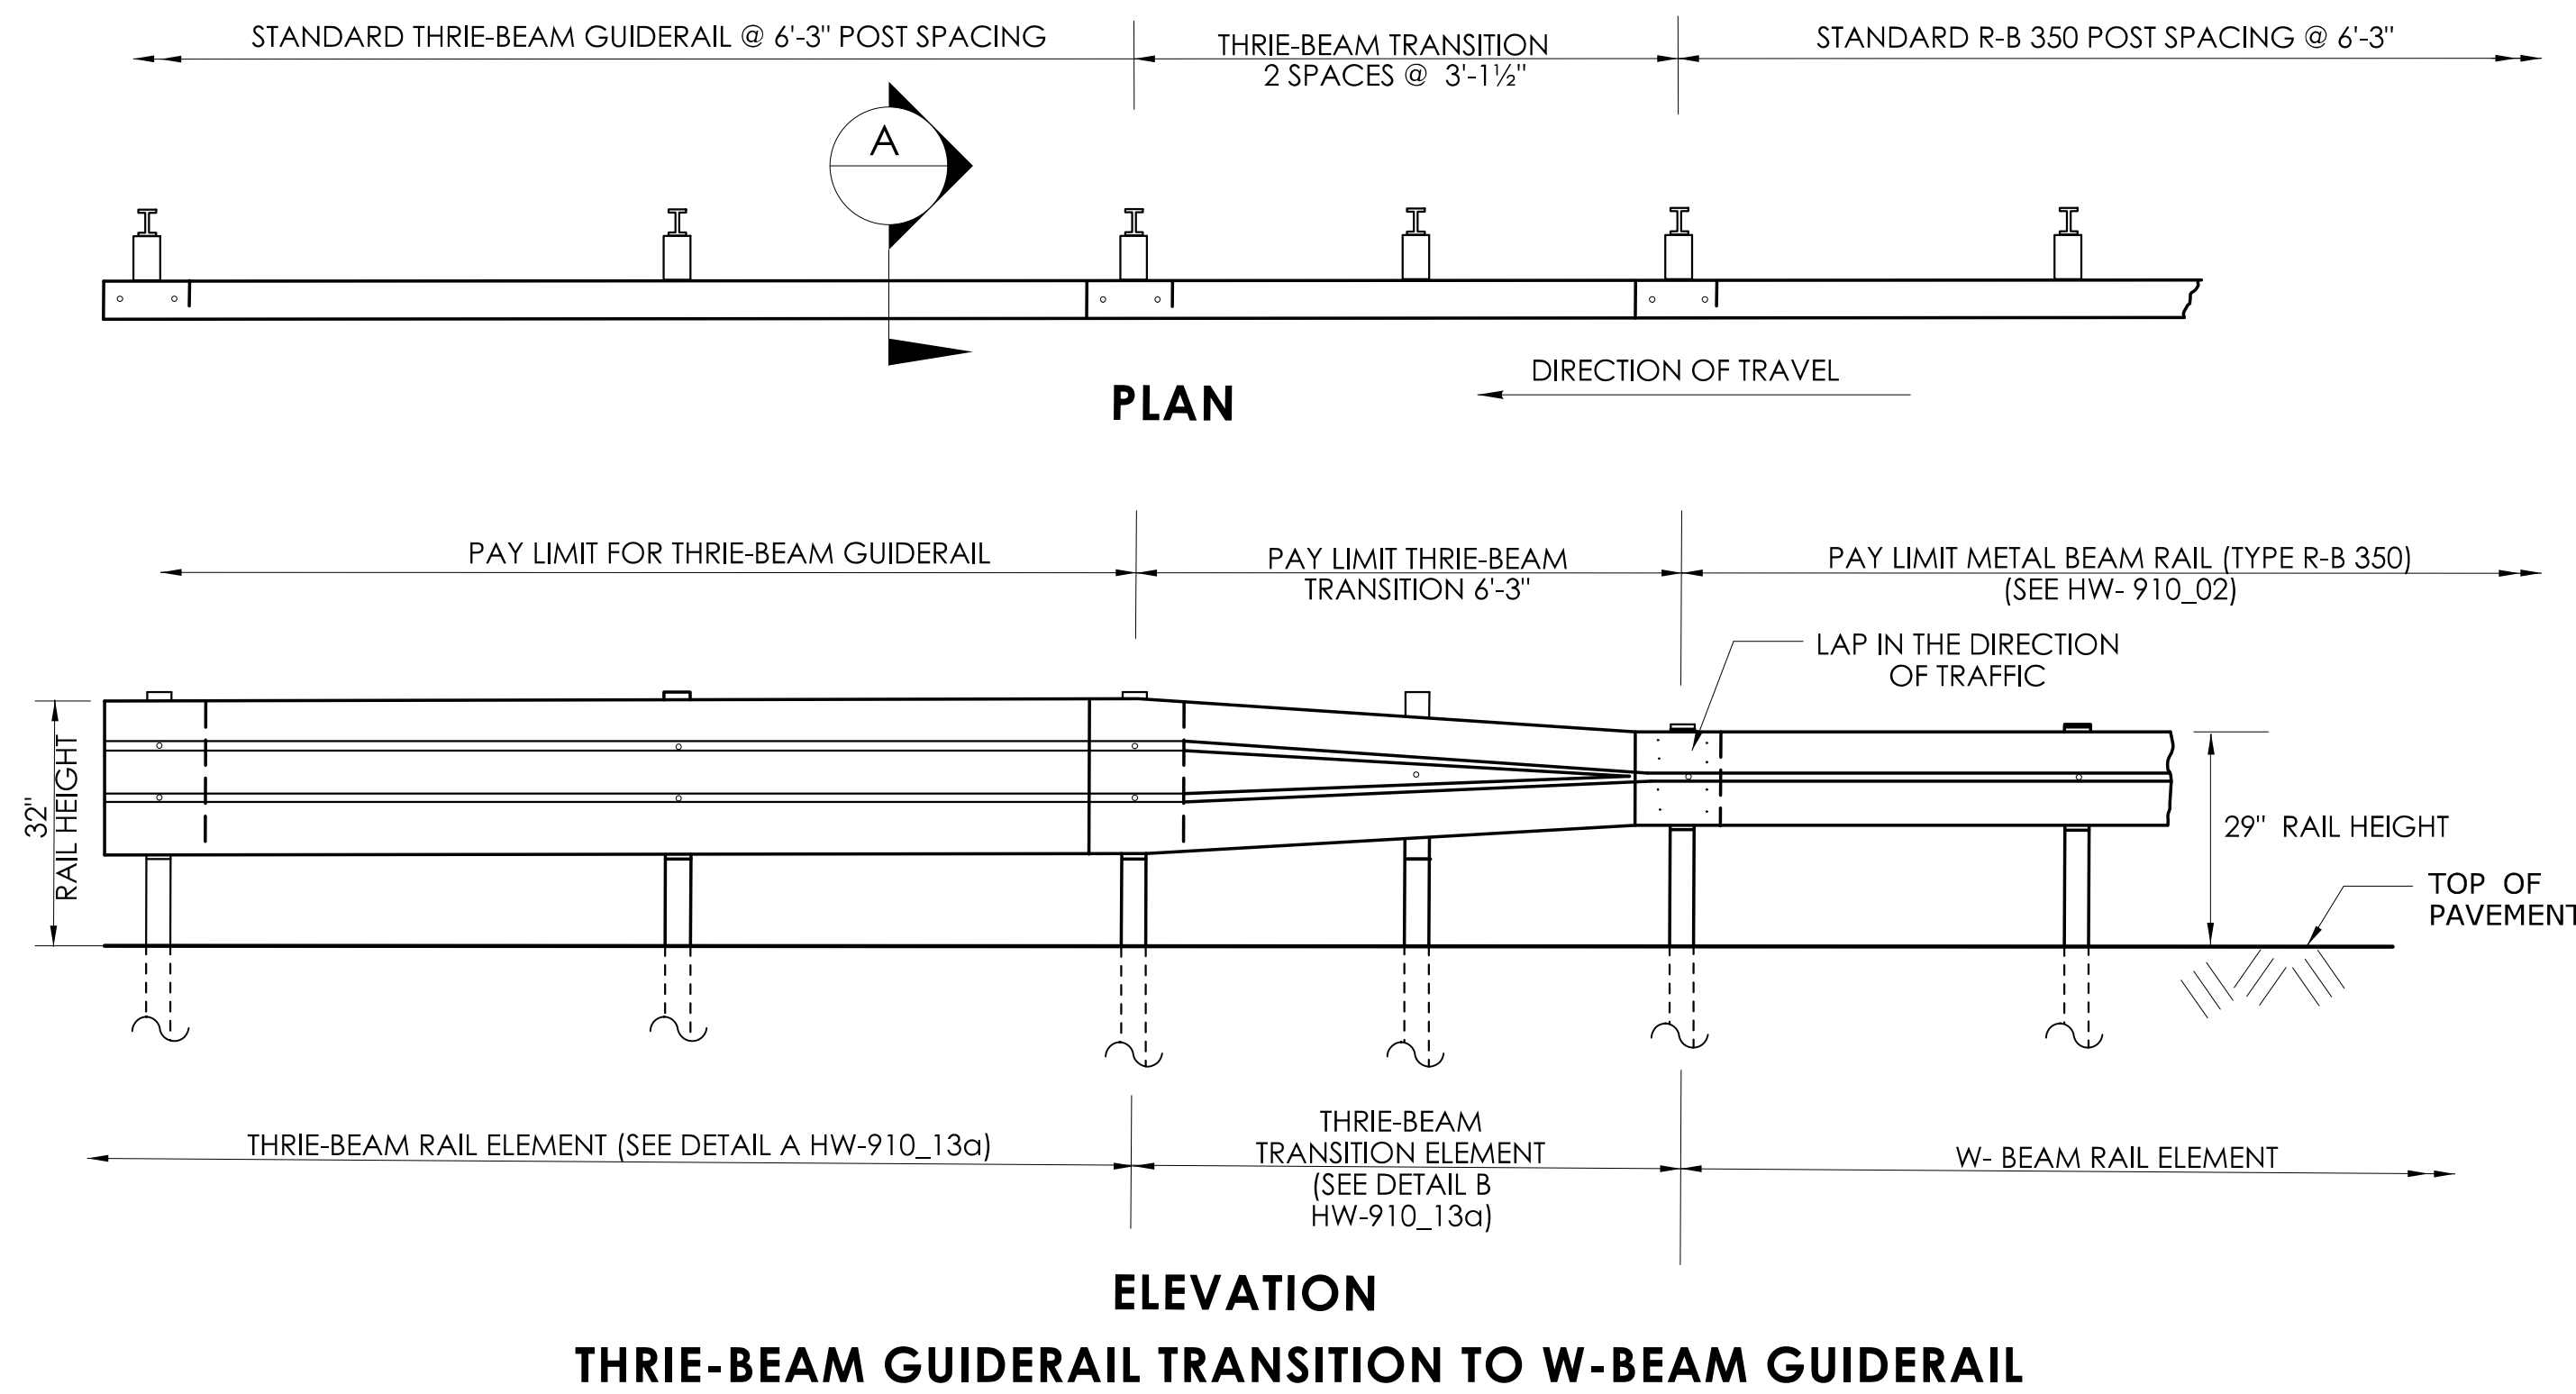 STANDARD THRIE-BEAM GUIDERAIL @ 6'-3" POST SPACING
THRIE-BEAM TRANSITION
2 SPACES @ 3'-1½"
STANDARD R-B 350 POST SPACING @ 6'-3"
A
DIRECTION OF TRAVEL
PLAN
PAY LIMIT FOR THRIE-BEAM GUIDERAIL
PAY LIMIT THRIE-BEAM
TRANSITION 6'-3"
PAY LIMIT METAL BEAM RAIL (TYPE R-B 350)
(SEE HW- 910_02)
LAP IN THE DIRECTION
OF TRAFFIC
32"
RAIL HEIGHT
29" RAIL HEIGHT
TOP OF
PAVEMENT
THRIE-BEAM RAIL ELEMENT (SEE DETAIL A HW-910_13a)
THRIE-BEAM
TRANSITION ELEMENT
(SEE DETAIL B
HW-910_13a)
W- BEAM RAIL ELEMENT
ELEVATION
THRIE-BEAM GUIDERAIL TRANSITION TO W-BEAM GUIDERAIL